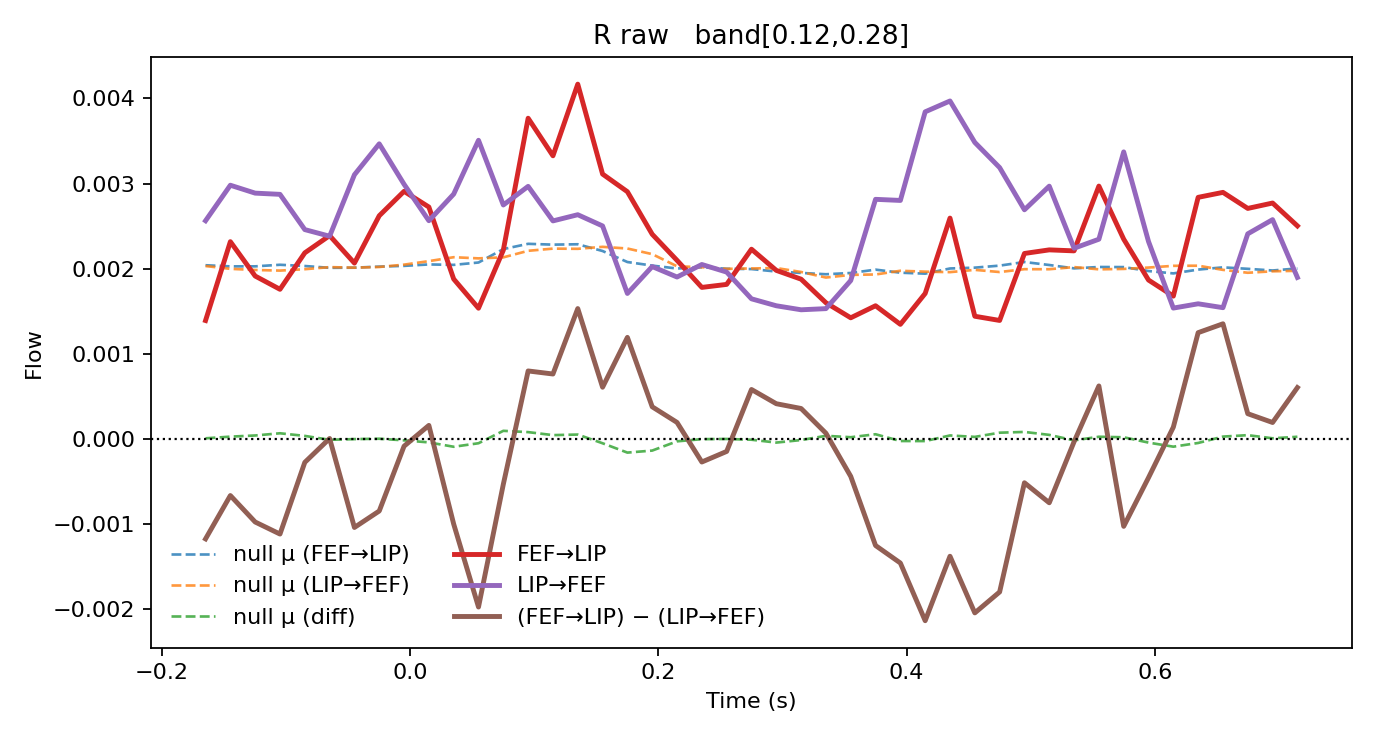 R raw   band[0.12,0.28]
Flow
0.004
0.003
0.002
0.001
0.000
−0.001
−0.002
null μ (FEF→LIP)
null μ (LIP→FEF)
null μ (diff)
FEF→LIP
LIP→FEF
(FEF→LIP) − (LIP→FEF)
−0.2
0.0
0.2
0.4
0.6
Time (s)